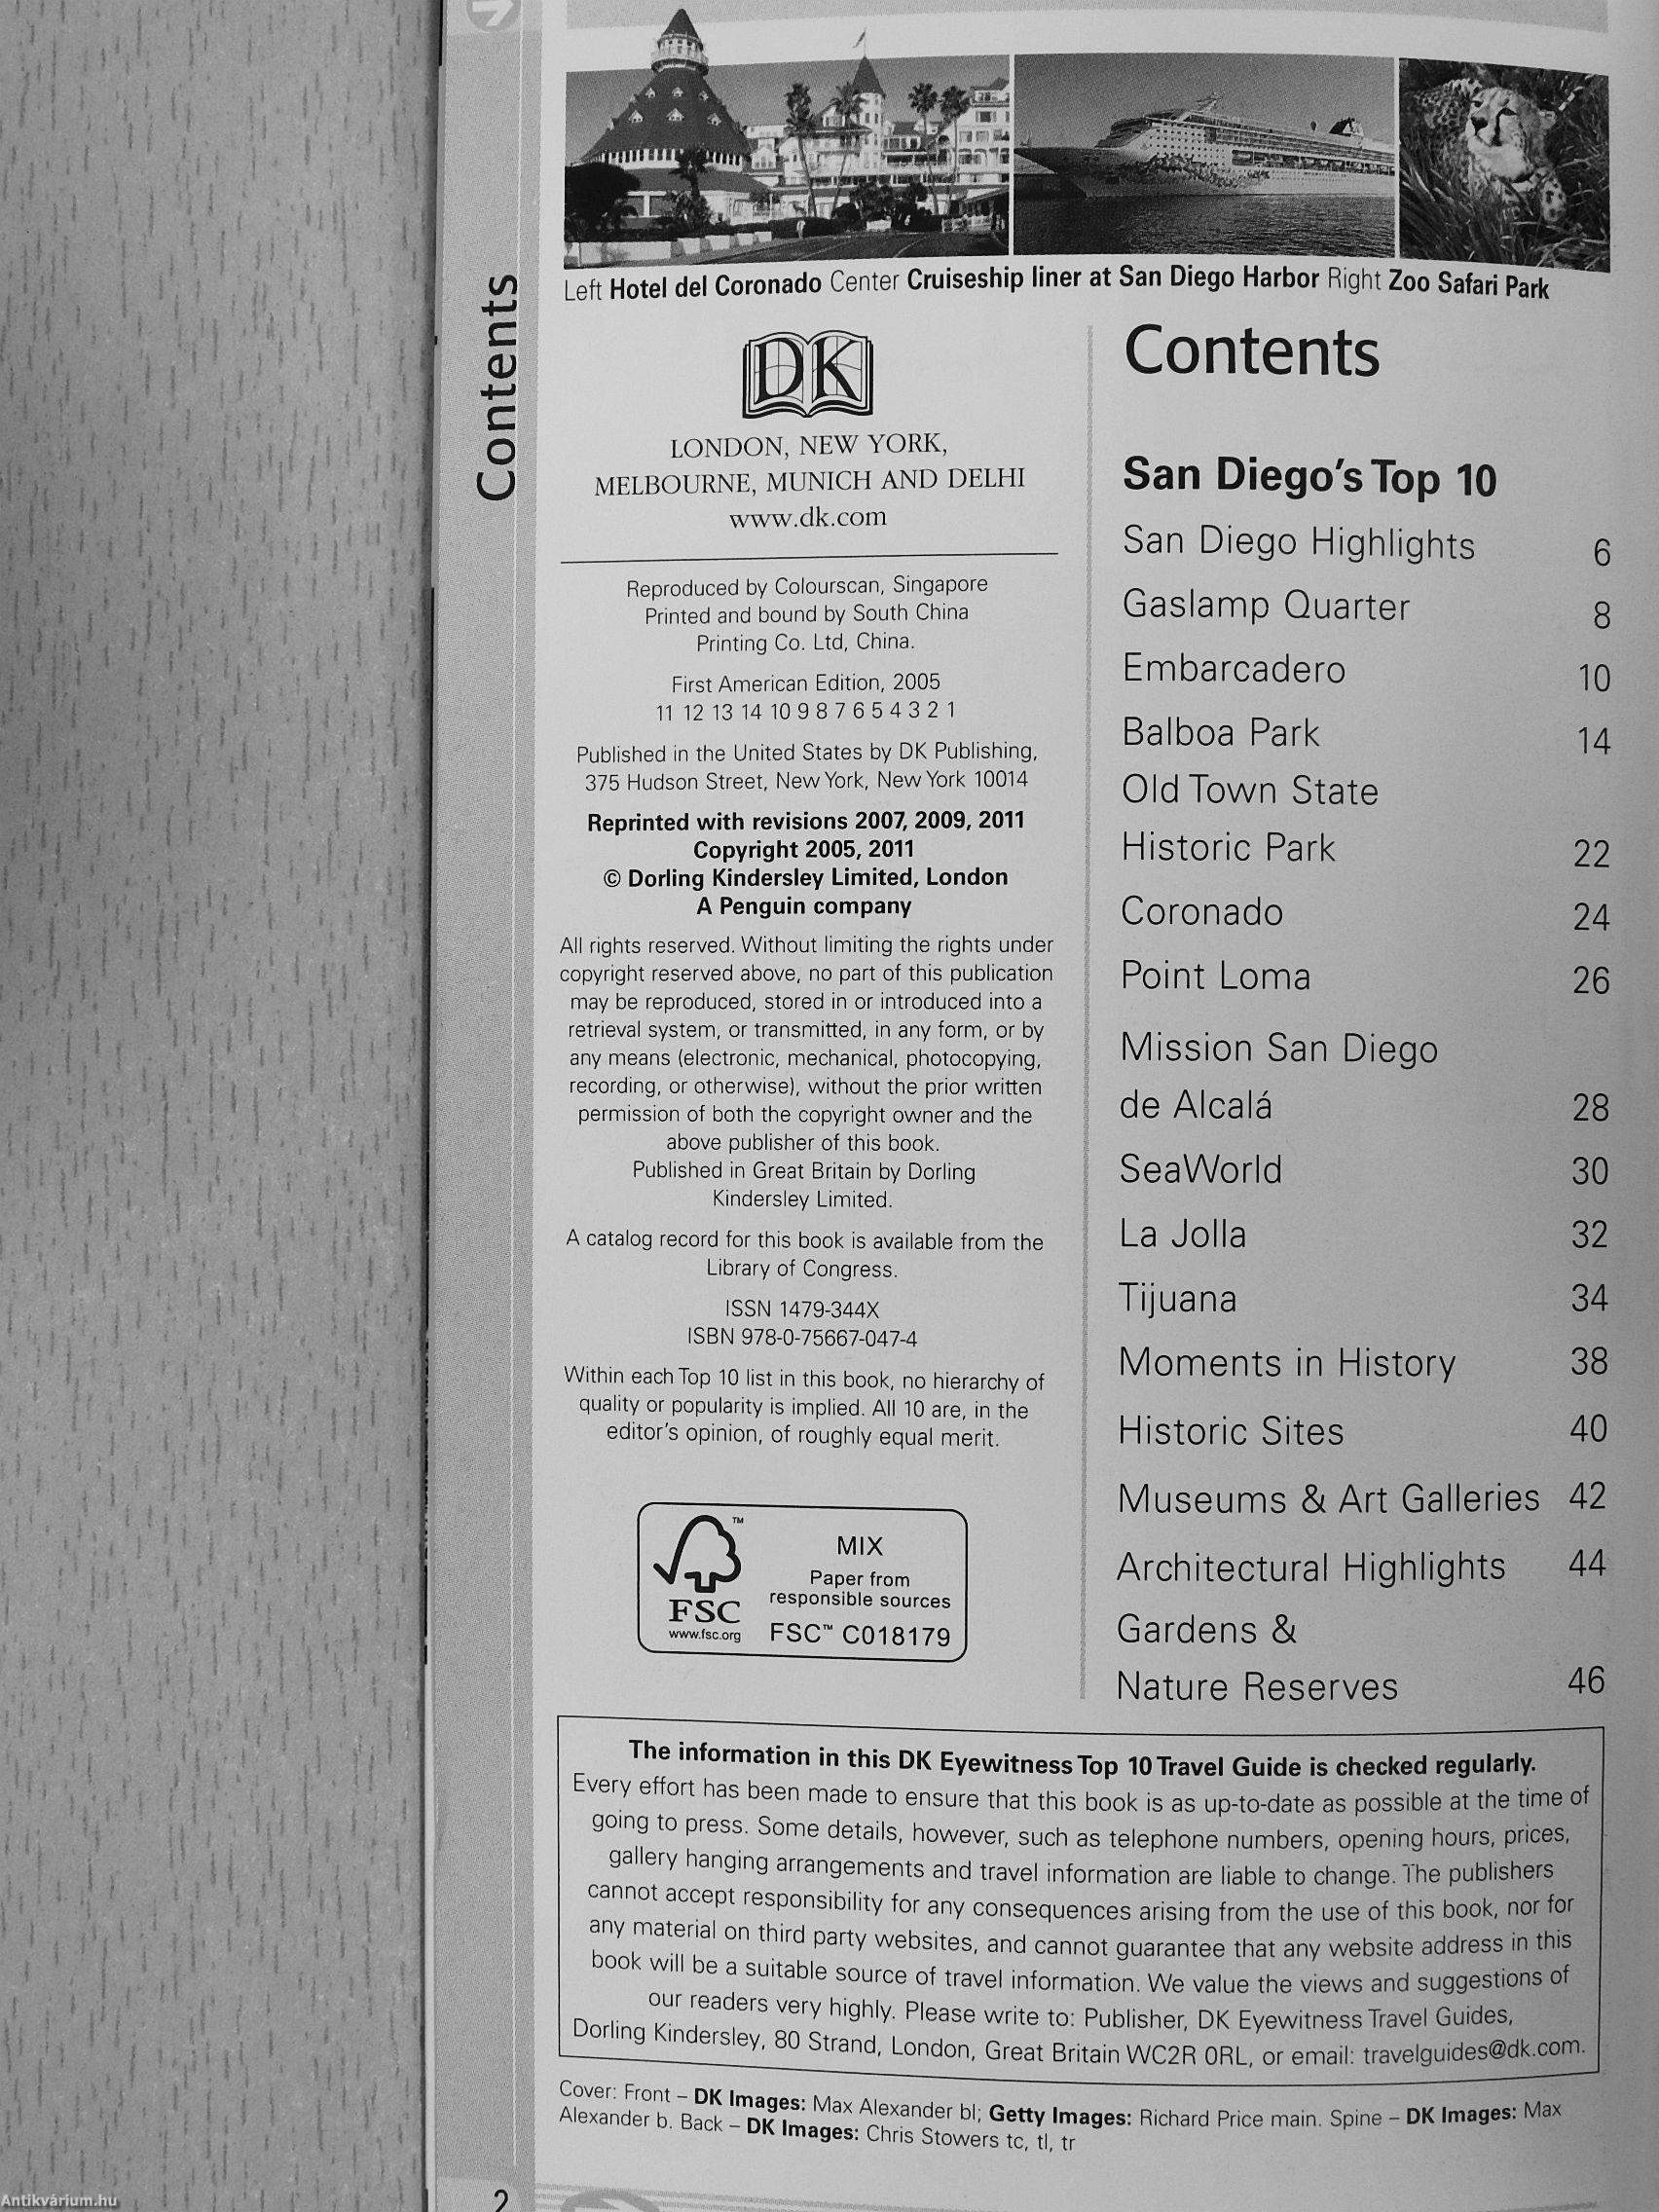 Contents
Left Hotel del Coronado Center Cruiseship liner at San Diego Harbor Right Zoo Safari Park
DK
LONDON, NEW YORK,
MELBOURNE, MUNICH AND DELHI
www.dk.com
Reproduced by Colourscan, Singapore
Printed and bound by South China
Printing Co. Ltd, China.
First American Edition, 2005
11 12 13 14 10 9 8 7 6 5 4 3 2 1
Published in the United States by DK Publishing,
375 Hudson Street, New York, New York 10014
Reprinted with revisions 2007, 2009, 2011
Copyright 2005, 2011
© Dorling Kindersley Limited, London
A Penguin company
All rights reserved. Without limiting the rights under
copyright reserved above, no part of this publication
may be reproduced, stored in or introduced into a
retrieval system, or transmitted, in any form, or by
any means (electronic, mechanical, photocopying,
recording, or otherwise), without the prior written
permission of both the copyright owner and the
above publisher of this book.
Published in Great Britain by Dorling
Kindersley Limited.
A catalog record for this book is available from the
Library of Congress.
ISSN 1479-344X
ISBN 978-0-75667-047-4
Within each Top 10 list in this book, no hierarchy of
quality or popularity is implied. All 10 are, in the
editor's opinion, of roughly equal merit.
TM
FSC
www.fsc.org
MIX
Paper from
responsible sources
FSC™ C018179
Contents
San Diego's Top 10
San Diego Highlights 6
Gaslamp Quarter 8
Embarcadero 10
Balboa Park 14
Old Town State
Historic Park 22
Coronado 24
Point Loma 26
Mission San Diego
de Alcalá 28
SeaWorld 30
La Jolla 32
Tijuana 34
Moments in History 38
Historic Sites 40
Museums & Art Galleries 42
Architectural Highlights 44
Gardens &
Nature Reserves 46
The information in this DK Eyewitness Top 10 Travel Guide is checked regularly.
Every effort has been made to ensure that this book is as up-to-date as possible at the time of
going to press. Some details, however, such as telephone numbers, opening hours, prices,
gallery hanging arrangements and travel information are liable to change. The publishers
cannot accept responsibility for any consequences arising from the use of this book, nor for
any material on third party websites, and cannot guarantee that any website address in this
book will be a suitable source of travel information. We value the views and suggestions of
our readers very highly. Please write to: Publisher, DK Eyewitness Travel Guides,
Dorling Kindersley, 80 Strand, London, Great Britain WC2R 0RL, or email: travelguides@dk.com.
Cover: Front – DK Images: Max Alexander bl; Getty Images: Richard Price main. Spine – DK Images: Max
Alexander b. Back – DK Images: Chris Stowers tc, tl, tr
2
Antikvárium.hu